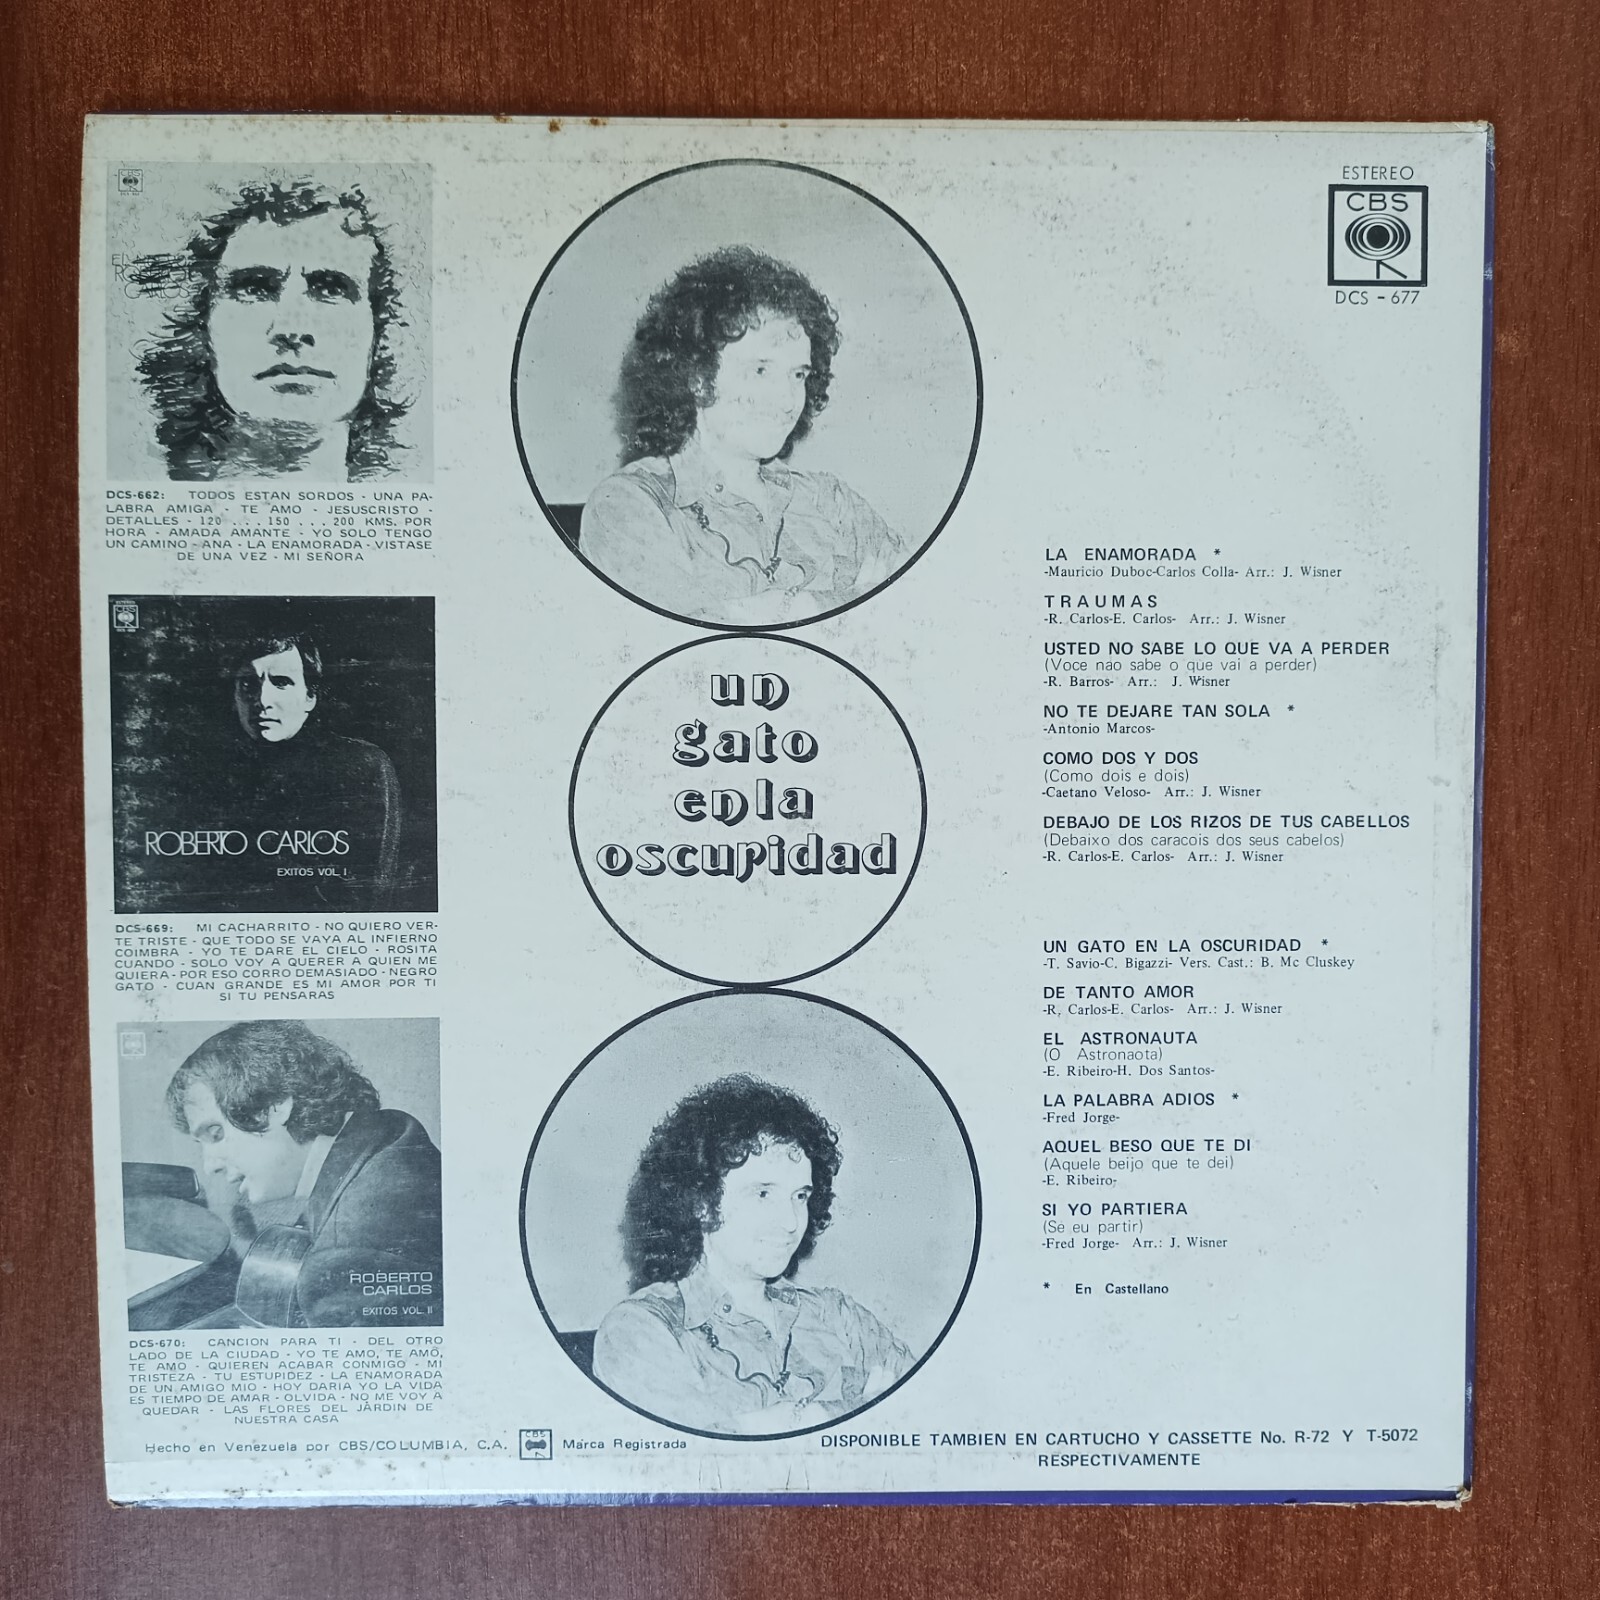 DCS-662: TODOS ESTAN SORDOS - UNA PA-
LABRA AMIGA - TE AMO - JESUSCRISTO -
DETALLES - 120 ... 150 ... 200 KMS. POR
HORA - AMADA AMANTE - YO SOLO TENGO
UN CAMINO - ANA - LA ENAMORADA - VISTASE
DE UNA VEZ - MI SEÑORA
CBS
ROBERTO CARLOS
EXITOS VOL. I
DCS-669: MI CACHARRITO - NO QUIERO VER-
TE TRISTE - QUE TODO SE VAYA AL INFIERNO
COIMBRA - YO TE DARE EL CIELO - ROSITA
CUANDO - SOLO VOY A QUERER A QUIEN ME
QUIERA - POR ESO CORRO DEMASIADO - NEGRO
GATO - CUAN GRANDE ES MI AMOR POR TI
SI TU PENSARAS
ROBERTO
CARLOS
EXITOS VOL. II
DCS-670: CANCION PARA TI - DEL OTRO
LADO DE LA CIUDAD - YO TE AMO, TE AMO,
TE AMO - QUIEREN ACABAR CONMIGO - MI
TRISTEZA - TU ESTUPIDEZ - LA ENAMORADA
DE UN AMIGO MIO - HOY DARIA YO LA VIDA
ES TIEMPO DE AMAR - OLVIDA - NO ME VOY A
QUEDAR - LAS FLORES DEL JARDIN DE
NUESTRA CASA
un
gato
en la
oscuridad
ESTEREO
CBS
DCS - 677
LA ENAMORADA *
-Mauricio Duboc-Carlos Colla- Arr.: J. Wisner
TRAUMAS
-R. Carlos-E. Carlos- Arr.: J. Wisner
USTED NO SABE LO QUE VA A PERDER
(Voce nao sabe o que vai a perder)
-R. Barros- Arr.: J. Wisner
NO TE DEJARE TAN SOLA *
-Antonio Marcos-
COMO DOS Y DOS
(Como dois e dois)
-Caetano Veloso- Arr.: J. Wisner
DEBAJO DE LOS RIZOS DE TUS CABELLOS
(Debaixo dos caracois dos seus cabelos)
-R. Carlos-E. Carlos- Arr.: J. Wisner
UN GATO EN LA OSCURIDAD *
-T. Savio-C. Bigazzi- Vers. Cast.: B. Mc Cluskey
DE TANTO AMOR
-R. Carlos-E. Carlos- Arr.: J. Wisner
EL ASTRONAUTA
(O Astronaota)
-E. Ribeiro-H. Dos Santos-
LA PALABRA ADIOS *
-Fred Jorge-
AQUEL BESO QUE TE DI
(Aquele beijo que te dei)
-E. Ribeiro-
SI YO PARTIERA
(Se eu partir)
-Fred Jorge- Arr.: J. Wisner
* En Castellano
Hecho en Venezuela por CBS/COLUMBIA, C.A. CBS Marca Registrada
DISPONIBLE TAMBIEN EN CARTUCHO Y CASSETTE No. R-72 Y T-5072
RESPECTIVAMENTE